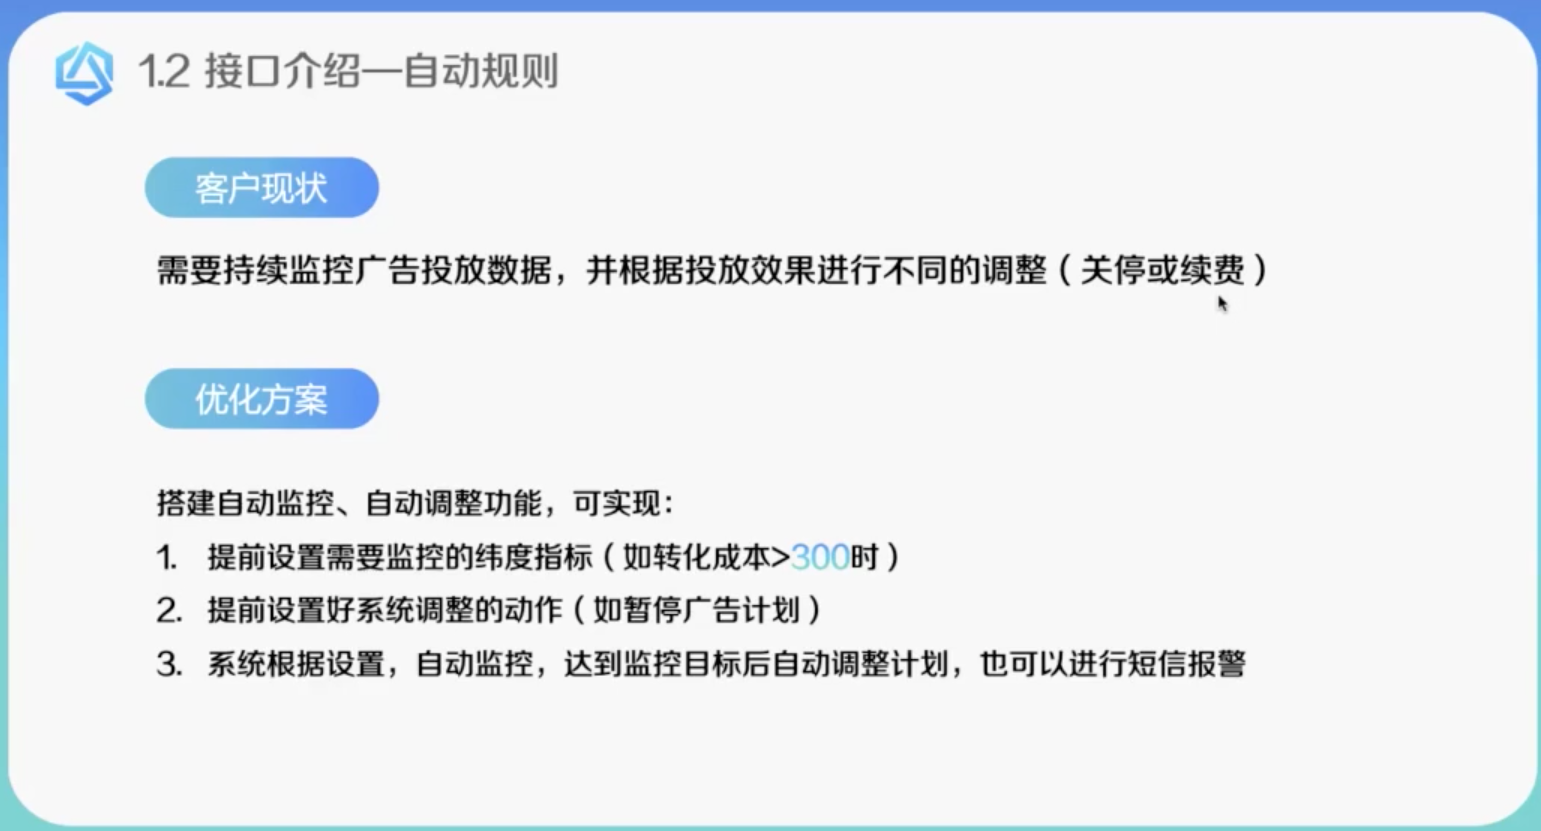 1.2 接口介绍—自动规则
客户现状
需要持续监控广告投放数据，并根据投放效果进行不同的调整（关停或续费）
优化方案
搭建自动监控、自动调整功能，可实现：
1. 提前设置需要监控的纬度指标（如转化成本>300时）
2. 提前设置好系统调整的动作（如暂停广告计划）
3. 系统根据设置，自动监控，达到监控目标后自动调整计划，也可以进行短信报警